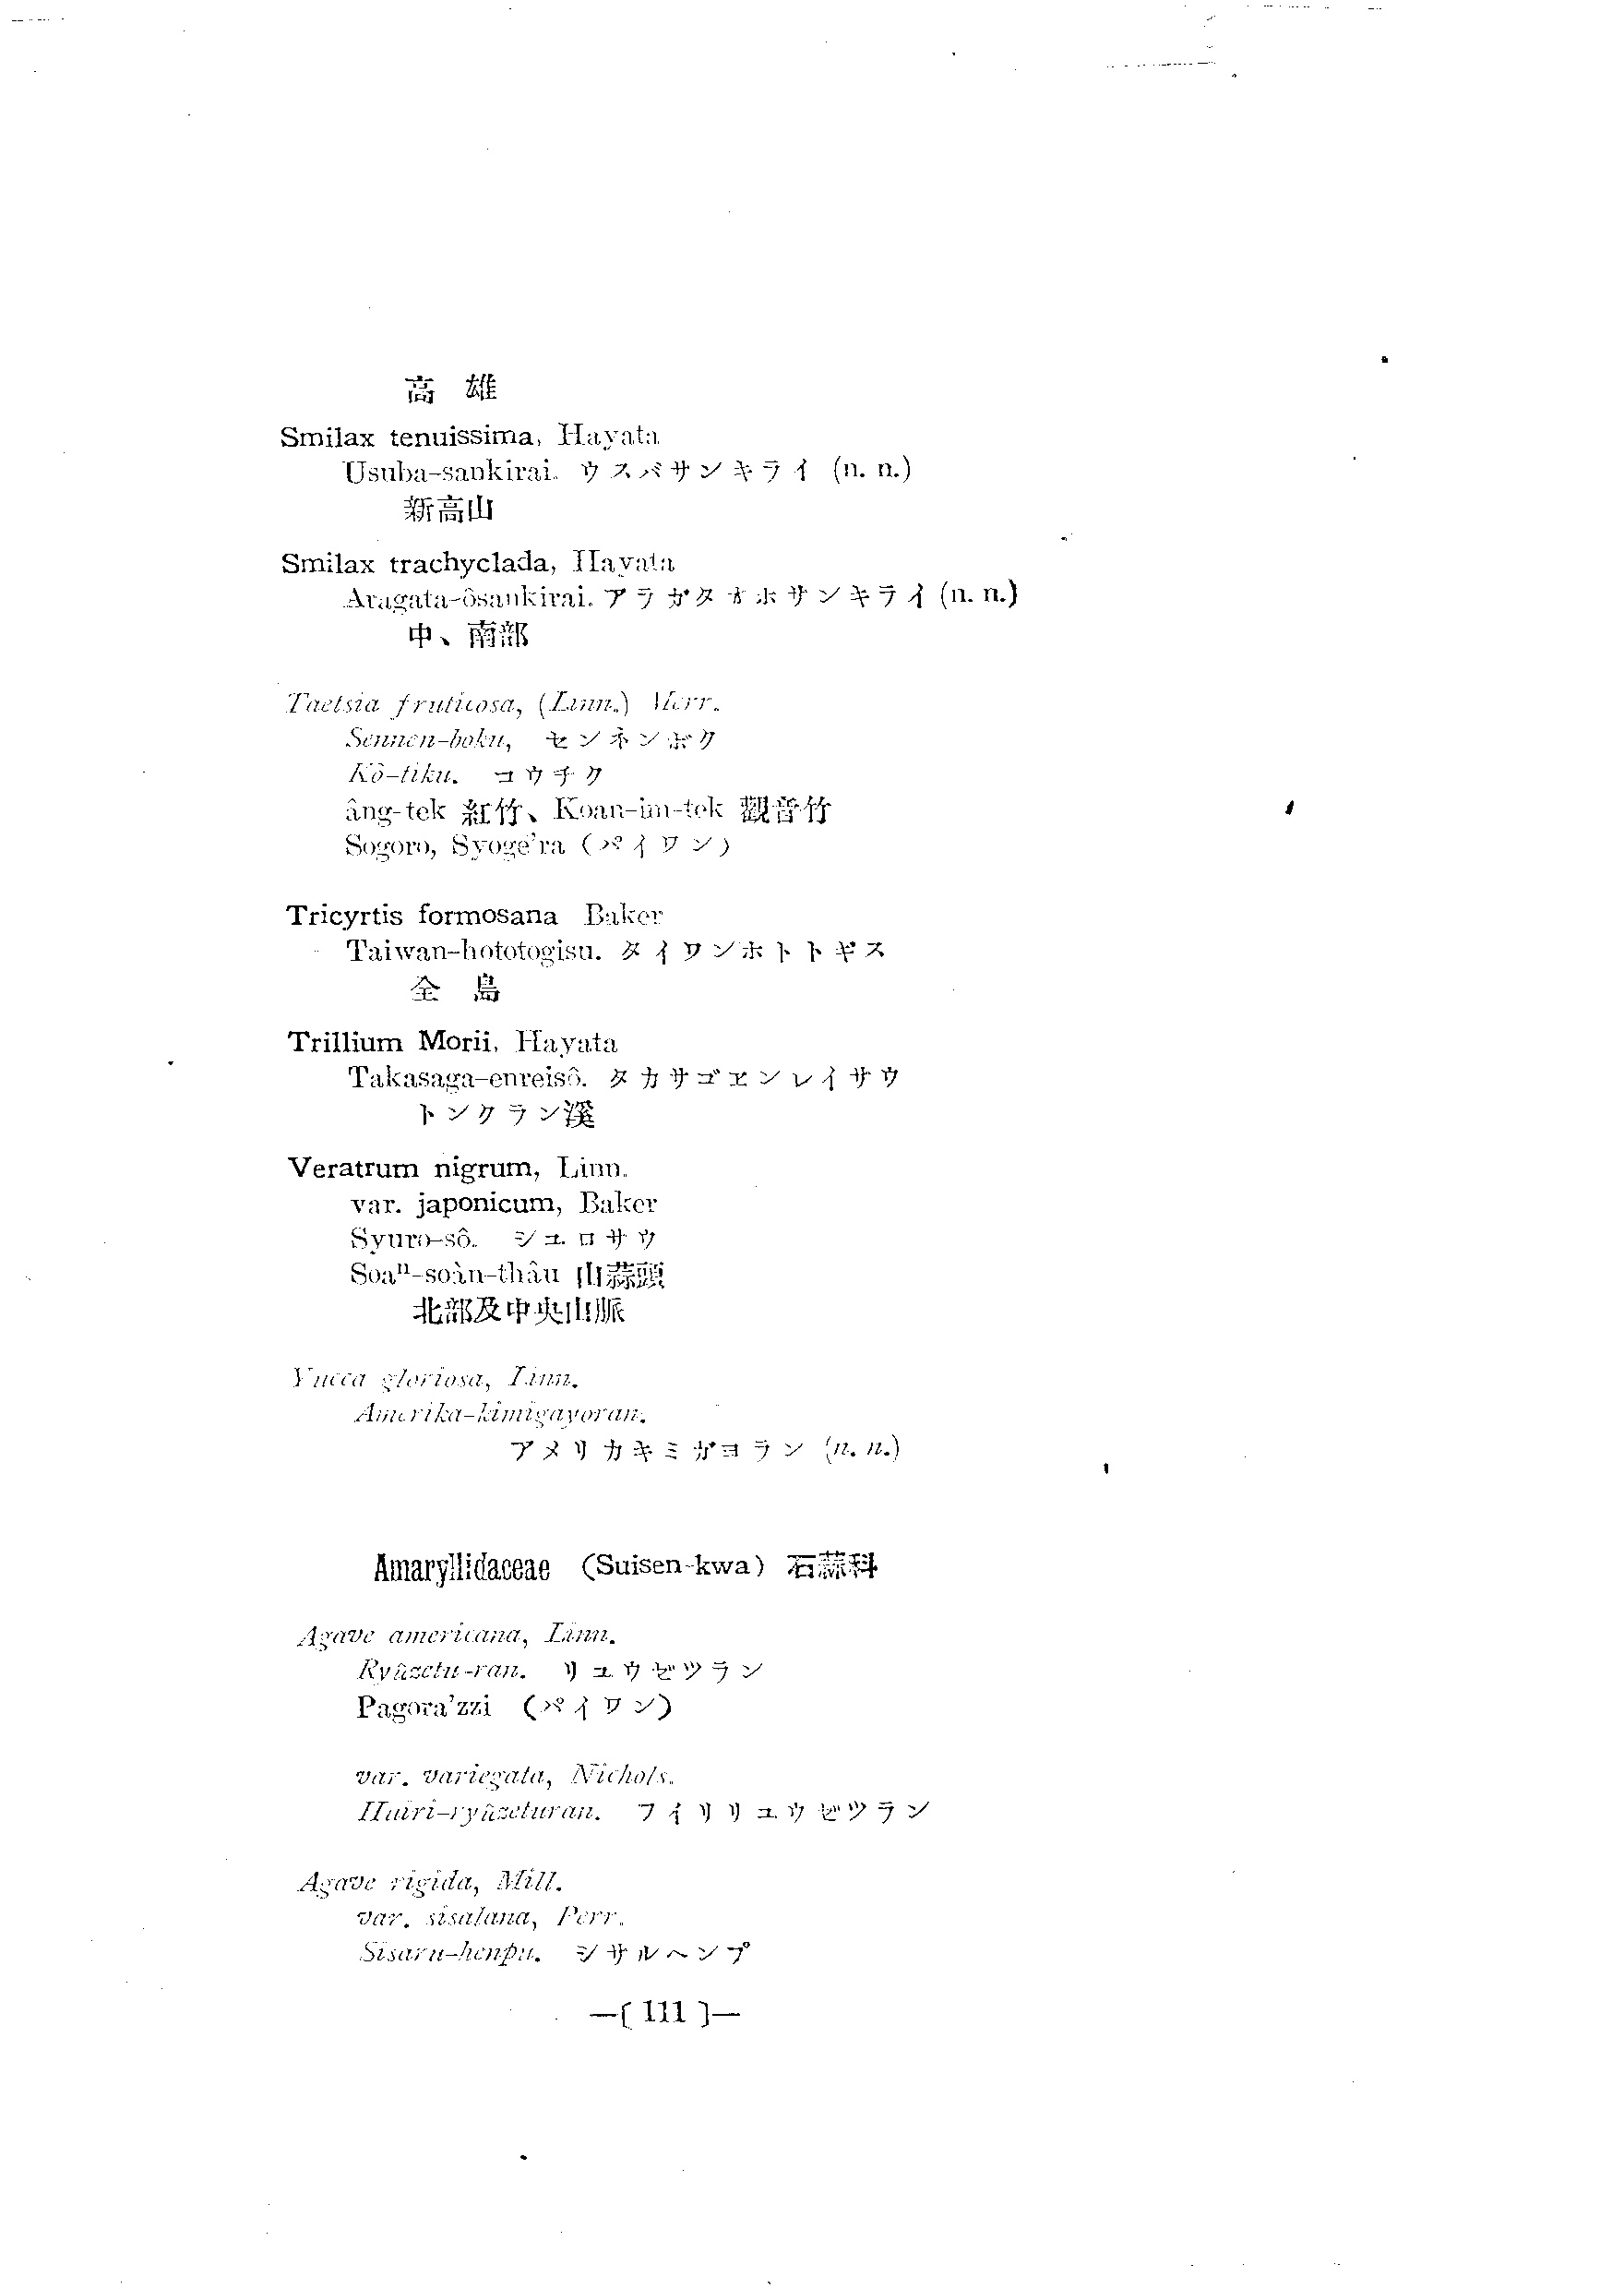 高 雄
Smilax tenuissima, Hayata
Usuba-sankirai. ウスバサンキライ (n. n.)
新高山
Smilax trachyclada, Hayata
Aragata-ôsankirai. アラガタオホサンキライ (n. n.)
中、南部
Taetsia fruticosa, (Linn.) Merr.
Sennen-boku, センネンボク
Kô-tiku. コウチク
âng-tek 紅竹、Koan-im-tek 觀音竹
Sogoro, Syoge'ra (パイワン)
Tricyrtis formosana Baker
Taiwan-hototogisu. タイワンホトトギス
全 島
Trillium Morii, Hayata
Takasaga-enreisô. タカサゴエンレイサウ
トンクラン溪
Veratrum nigrum, Linn.
var. japonicum, Baker
Syuro-sô. シユロサウ
Soaⁿ-soàn-thâu 山蒜頭
北部及中央山脈
Yucca gloriosa, Linn.
Amerika-kimigayoran.
アメリカキミガヨラン (n. n.)
Amaryllidaceae (Suisen-kwa) 石蒜科
Agave americana, Linn.
Ryûzetu-ran. リユウゼツラン
Pagora'zzi (パイワン)
var. variegata, Nichols.
Huiri-ryûzeturan. フイリリユウゼツラン
Agave rigida, Mill.
var. sisalana, Perr.
Sisaru-henpu. シサルヘンプ
—( 111 )—